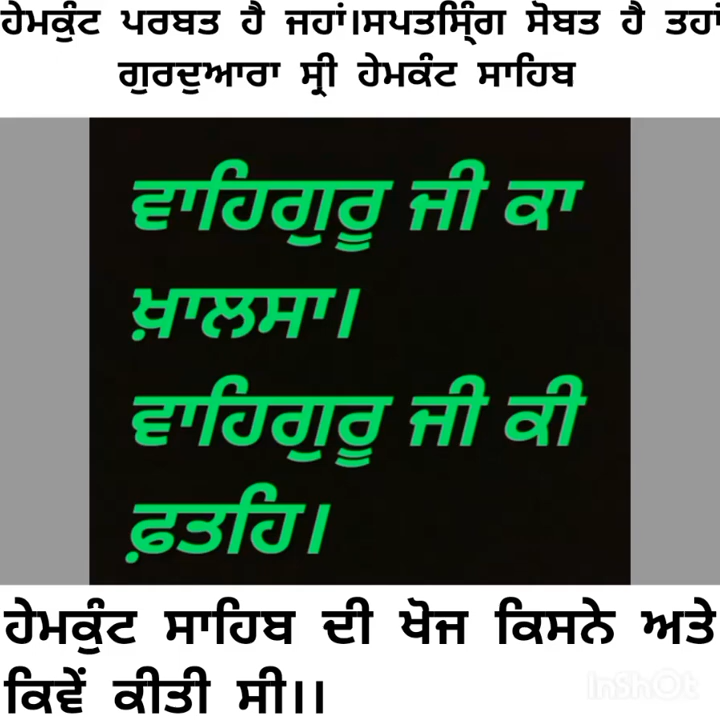 ਹੇਮਕੁੰਟ ਪਰਬਤ ਹੈ ਜਹਾਂ।ਸਪਤਸ੍ਰਿੰਗ ਸੋਬਤ ਹੈ ਤਹਾਂ
ਗੁਰਦੁਆਰਾ ਸ੍ਰੀ ਹੇਮਕੰਟ ਸਾਹਿਬ
ਵਾਹਿਗੁਰੂ ਜੀ ਕਾ
ਖ਼ਾਲਸਾ।
ਵਾਹਿਗੁਰੂ ਜੀ ਕੀ
ਫ਼ਤਹਿ।
ਹੇਮਕੁੰਟ ਸਾਹਿਬ ਦੀ ਖੋਜ ਕਿਸਨੇ ਅਤੇ
ਕਿਵੇਂ ਕੀਤੀ ਸੀ।।
InShOt